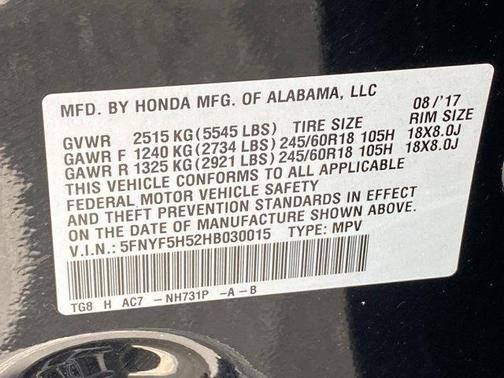 MFD. BY HONDA MFG. OF ALABAMA, LLC 08/'17
GVWR 2515 KG (5545 LBS) TIRE SIZE RIM SIZE
GAWR F 1240 KG (2734 LBS) 245/60R18 105H 18X8.0J
GAWR R 1325 KG (2921 LBS) 245/60R18 105H 18X8.0J
THIS VEHICLE CONFORMS TO ALL APPLICABLE
FEDERAL MOTOR VEHICLE SAFETY
AND THEFT PREVENTION STANDARDS IN EFFECT
ON THE DATE OF MANUFACTURE SHOWN ABOVE.
V.I.N.: 5FNYF5H52HB030015 TYPE: MPV
TG8 H AC7 -NH731P -A-B